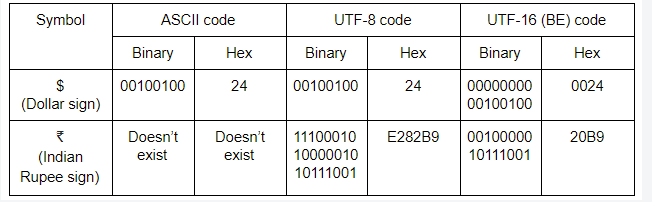 Symbol ASCII code UTF-8 code UTF-16 (BE) code
Binary Hex Binary Hex Binary Hex
$
(Dollar sign)
00100100 24 00100100 24 00000000
00100100
0024
₹
(Indian
Rupee sign)
Doesn’t
exist
Doesn’t
exist
11100010
10000010
10111001
E282B9 00100000
10111001
20B9